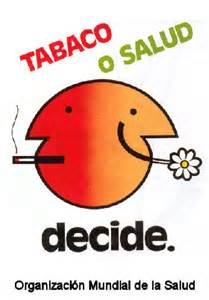 TABACO
O SALUD
decide.
Organización Mundial de la Salud